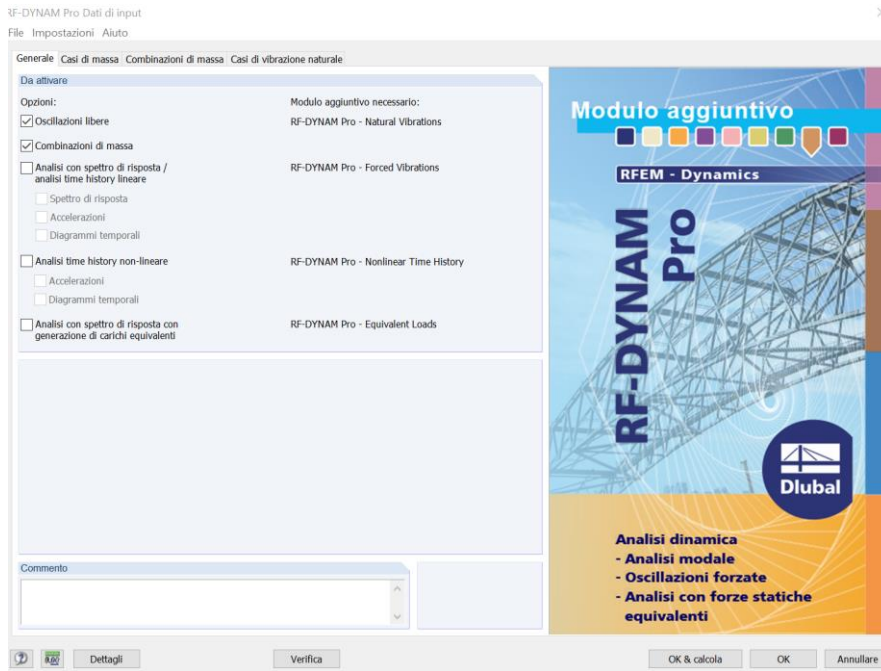 RF-DYNAM Pro Dati di input
File Impostazioni Aiuto
Generale Casi di massa Combinazioni di massa Casi di vibrazione naturale
Da attivare
Opzioni:
Modulo aggiuntivo necessario:
Oscillazioni libere
RF-DYNAM Pro - Natural Vibrations
Combinazioni di massa
Analisi con spettro di risposta /
analisi time history lineare
RF-DYNAM Pro - Forced Vibrations
Spettro di risposta
Accelerazioni
Diagrammi temporali
Analisi time history non-lineare
RF-DYNAM Pro - Nonlinear Time History
Accelerazioni
Diagrammi temporali
Analisi con spettro di risposta con
generazione di carichi equivalenti
RF-DYNAM Pro - Equivalent Loads
Commento
Modulo aggiuntivo
RFEM - Dynamics
RF-DYNAM
Pro
Dlubal
Analisi dinamica
- Analisi modale
- Oscillazioni forzate
- Analisi con forze statiche
equivalenti
Dettagli
Verifica
OK & calcola
OK
Annullare